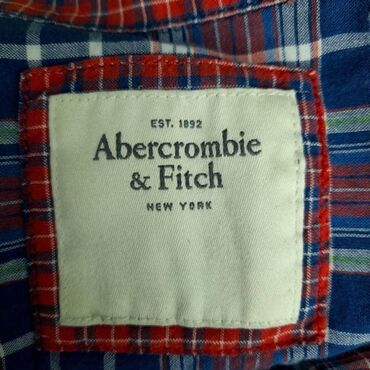 EST. 1892
Abercrombie
& Fitch
NEW YORK